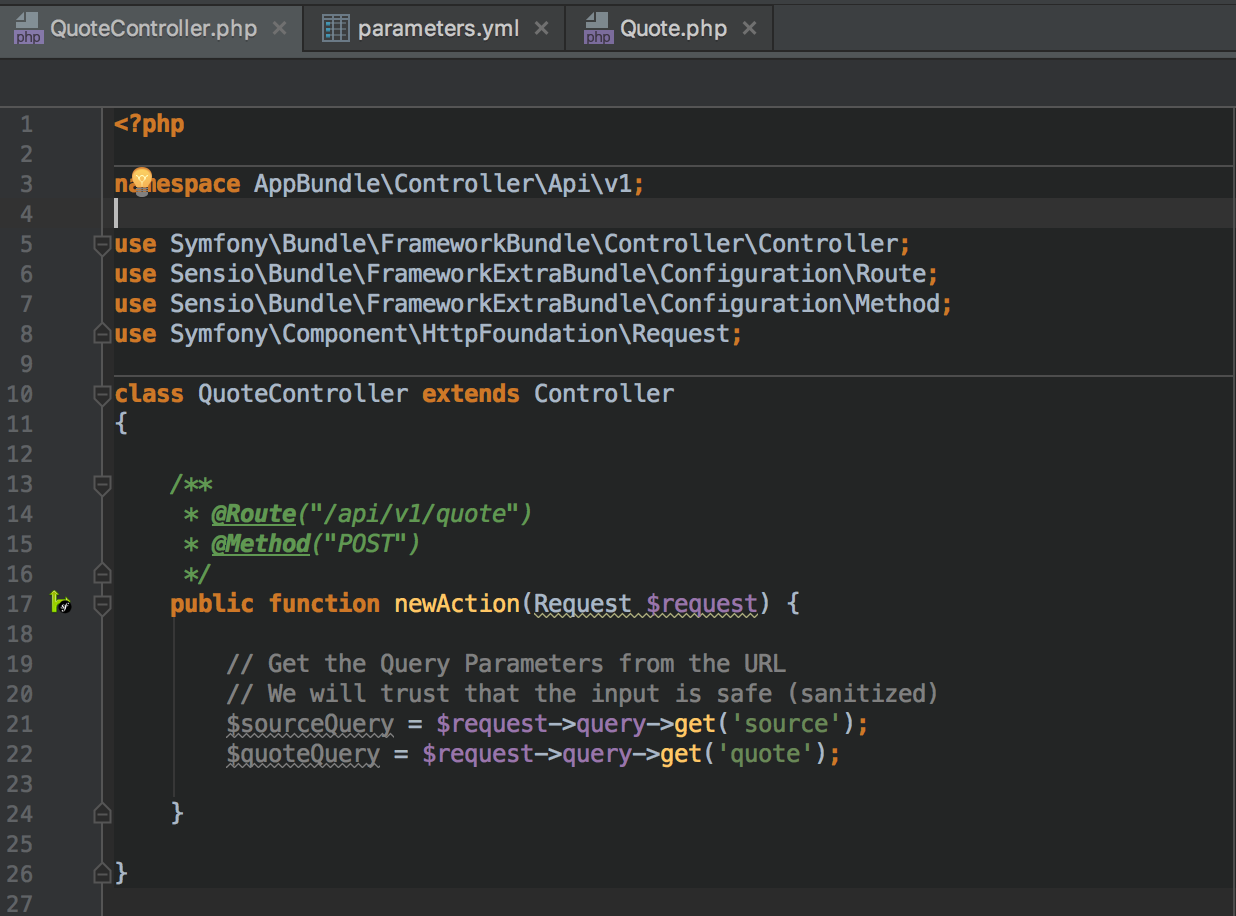 QuoteController.php × parameters.yml × Quote.php ×
1 <?php
2
3 namespace AppBundle\Controller\Api\v1;
4
5 use Symfony\Bundle\FrameworkBundle\Controller\Controller;
6 use Sensio\Bundle\FrameworkExtraBundle\Configuration\Route;
7 use Sensio\Bundle\FrameworkExtraBundle\Configuration\Method;
8 use Symfony\Component\HttpFoundation\Request;
9
10 class QuoteController extends Controller
11 {
12
13 /**
14 * @Route("/api/v1/quote")
15 * @Method("POST")
16 */
17 public function newAction(Request $request) {
18
19 // Get the Query Parameters from the URL
20 // We will trust that the input is safe (sanitized)
21 $sourceQuery = $request->query->get('source');
22 $quoteQuery = $request->query->get('quote');
23
24 }
25
26 }
27